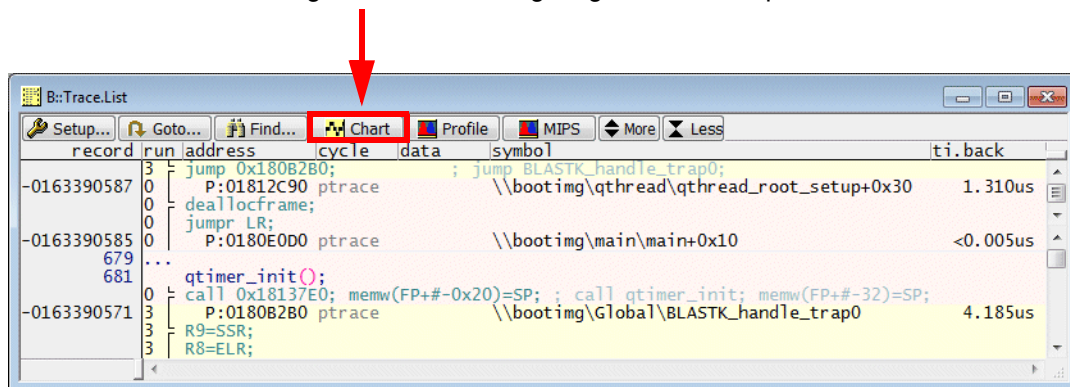 B::Trace.List
Setup... Goto... Find... Chart Profile MIPS More Less
record run address cycle data symbol ti.back
3 jump 0x180B2B0; ; jump BLASTK_handle_trap0;
-0163390587 0 P:01812C90 ptrace \\bootimg\qthread\qthread_root_setup+0x30 1.310us
0 deallocframe;
0 jumpr LR;
-0163390585 0 P:0180E0D0 ptrace \\bootimg\main\main+0x10 <0.005us
679 ...
681 qtimer_init();
0 call 0x18137E0; memw(FP+#-0x20)=SP; ; call qtimer_init; memw(FP+#-32)=SP;
-0163390571 3 P:0180B2B0 ptrace \\bootimg\Global\BLASTK_handle_trap0 4.185us
3 R9=SSR;
3 R8=ELR;